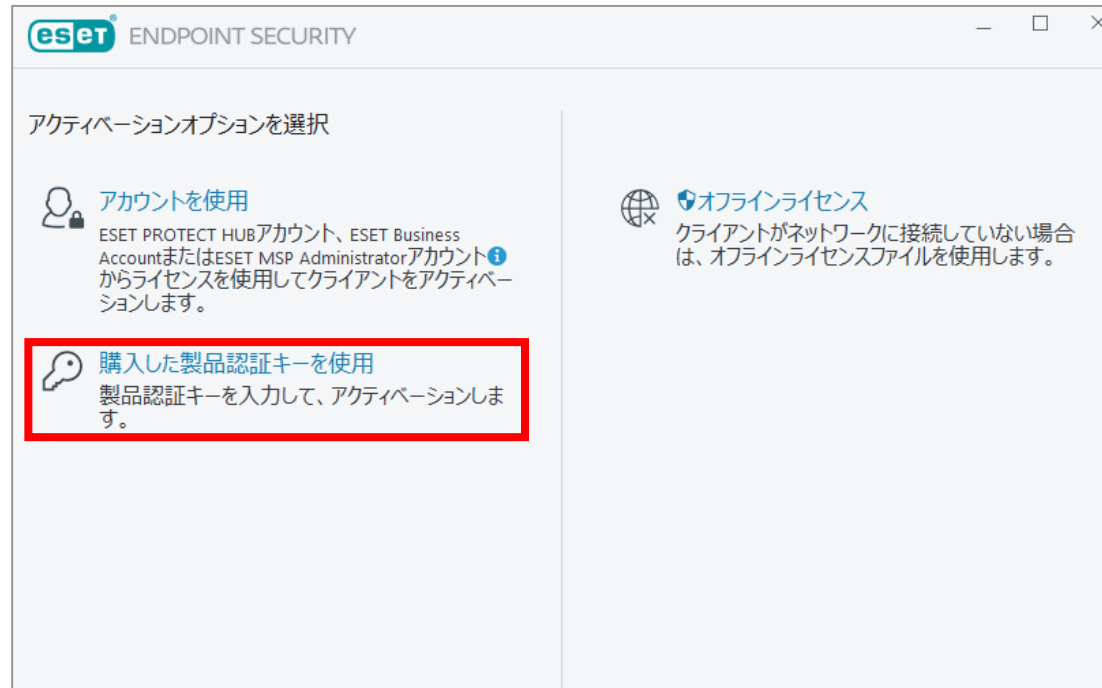 eset ENDPOINT SECURITY
アクティベーションオプションを選択
アカウントを使用
ESET PROTECT HUBアカウント、ESET Business
AccountまたはESET MSP Administratorアカウント
からライセンスを使用してクライアントをアクティベー
ションします。
購入した製品認証キーを使用
製品認証キーを入力して、アクティベーションしま
す。
オフラインライセンス
クライアントがネットワークに接続していない場合
は、オフラインライセンスファイルを使用します。